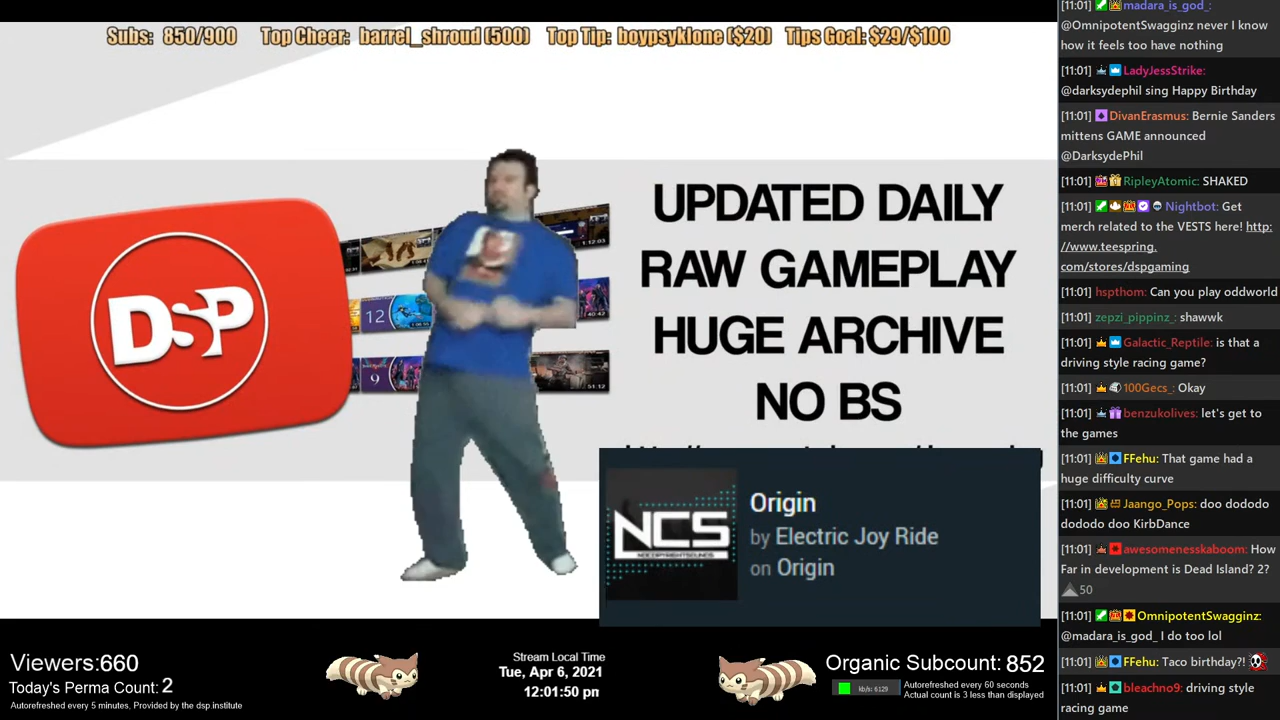 Subs: 850/900 Top Cheer: barrel_shroud (500) Top Tip: boypsyklone ($20) Tips Goal: $29/$100
DSP
12
9
1:12:03
40:42
51:12
UPDATED DAILY
RAW GAMEPLAY
HUGE ARCHIVE
NO BS
NCS
NOCOPYRIGHTSOUNDS
Origin
by Electric Joy Ride
on Origin
Viewers:660
Today's Perma Count: 2
Autorefreshed every 5 minutes. Provided by the dsp.institute
Stream Local Time
Tue, Apr 6, 2021
12:01:50 pm
Organic Subcount: 852
kb/s: 6129
Autorefreshed every 60 seconds
Actual count is 3 less than displayed
[11:01] madara_is_god_:
@OmnipotentSwagginz never I know
how it feels too have nothing
[11:01] LadyJessStrike:
@darksydephil sing Happy Birthday
[11:01] DivanErasmus: Bernie Sanders
mittens GAME announced
@DarksydePhil
[11:01] RipleyAtomic: SHAKED
[11:01] Nightbot: Get
merch related to the VESTS here! http:
//www.teespring.
com/stores/dspgaming
[11:01] hspthom: Can you play oddworld
[11:01] zepzi_pippinz_: shawwk
[11:01] Galactic_Reptile: is that a
driving style racing game?
[11:01] 100Gecs_: Okay
[11:01] benzukolives: let's get to
the games
[11:01] FFehu: That game had a
huge difficulty curve
[11:01] Jaango_Pops: doo dododo
dododo doo KirbDance
[11:01] awesomenesskaboom: How
Far in development is Dead Island? 2?
50
[11:01] OmnipotentSwagginz:
@madara_is_god_ I do too lol
[11:01] FFehu: Taco birthday?!
[11:01] bleachno9: driving style
racing game